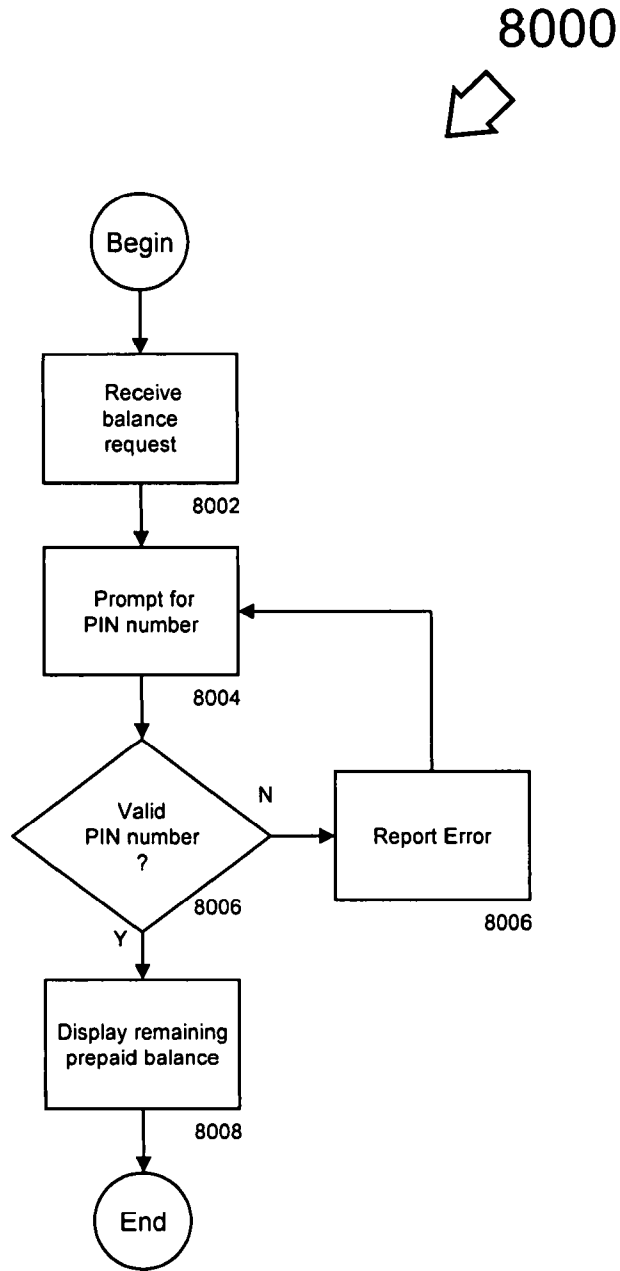 8000
Begin
Receive
balance
request
8002
Prompt for
PIN number
8004
Valid
PIN number
?
8006
N
Report Error
8006
Y
Display remaining
prepaid balance
8008
End